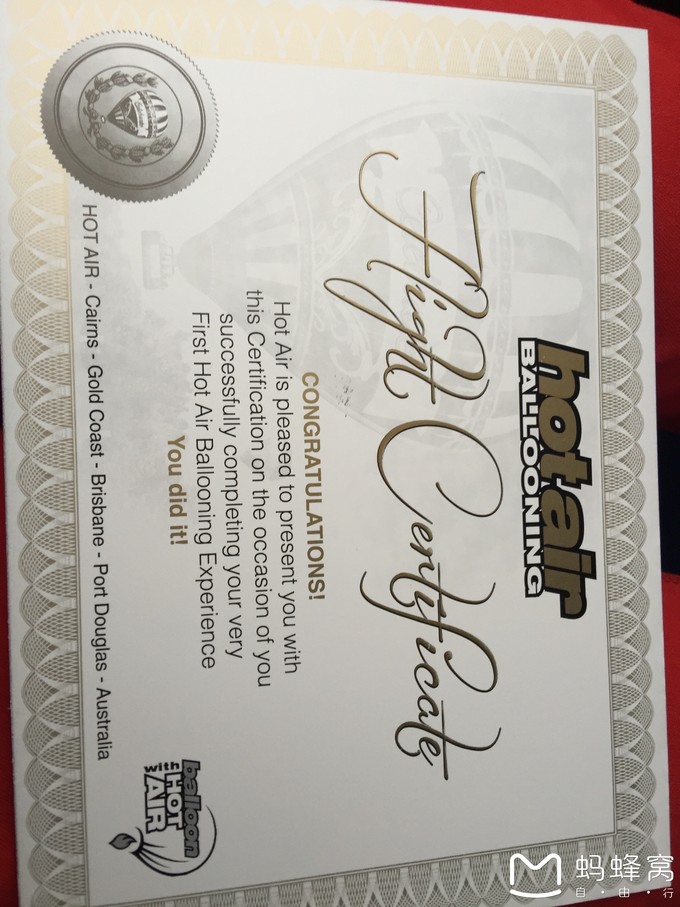 hot air
BALLOONING
Flight Certificate
CONGRATULATIONS!
Hot Air is pleased to present you with
this Certification on the occasion of you
successfully completing your very
First Hot Air Ballooning Experience
You did it!
HOT AIR - Cairns - Gold Coast - Brisbane - Port Douglas - Australia
balloon
with HOT
AIR
蚂蜂窝
自·由·行